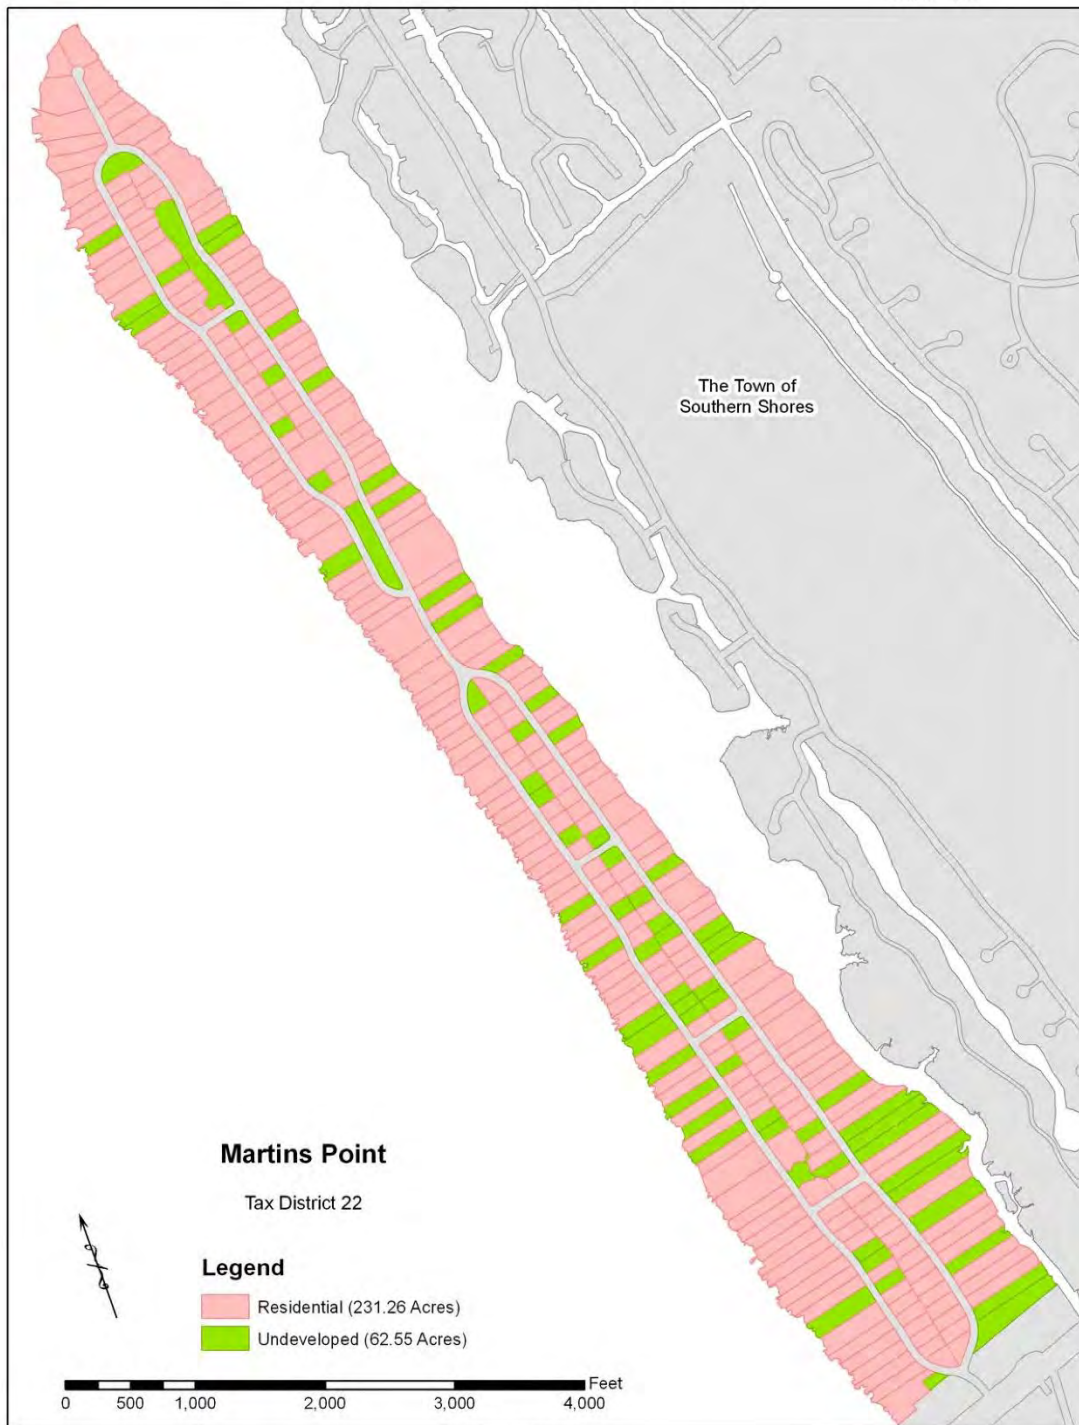 The Town of
Southern Shores
Martins Point
Tax District 22
Legend
Residential (231.26 Acres)
Undeveloped (62.55 Acres)
Feet
0 500 1,000 2,000 3,000 4,000